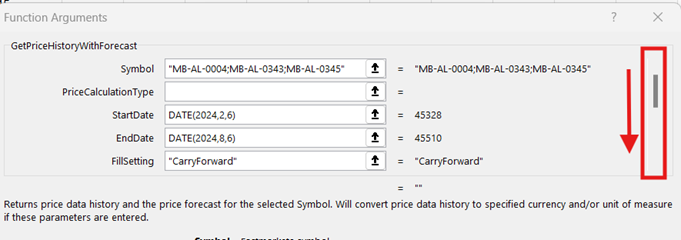 Function Arguments ? ×
GetPriceHistoryWithForecast
Symbol "MB-AL-0004;MB-AL-0343;MB-AL-0345" = "MB-AL-0004;MB-AL-0343;MB-AL-0345"
PriceCalculationType =
StartDate DATE(2024,2,6) = 45328
EndDate DATE(2024,8,6) = 45510
FillSetting "CarryForward" = "CarryForward"
= ""
Returns price data history and the price forecast for the selected Symbol. Will convert price data history to specified currency and/or unit of measure
if these parameters are entered.